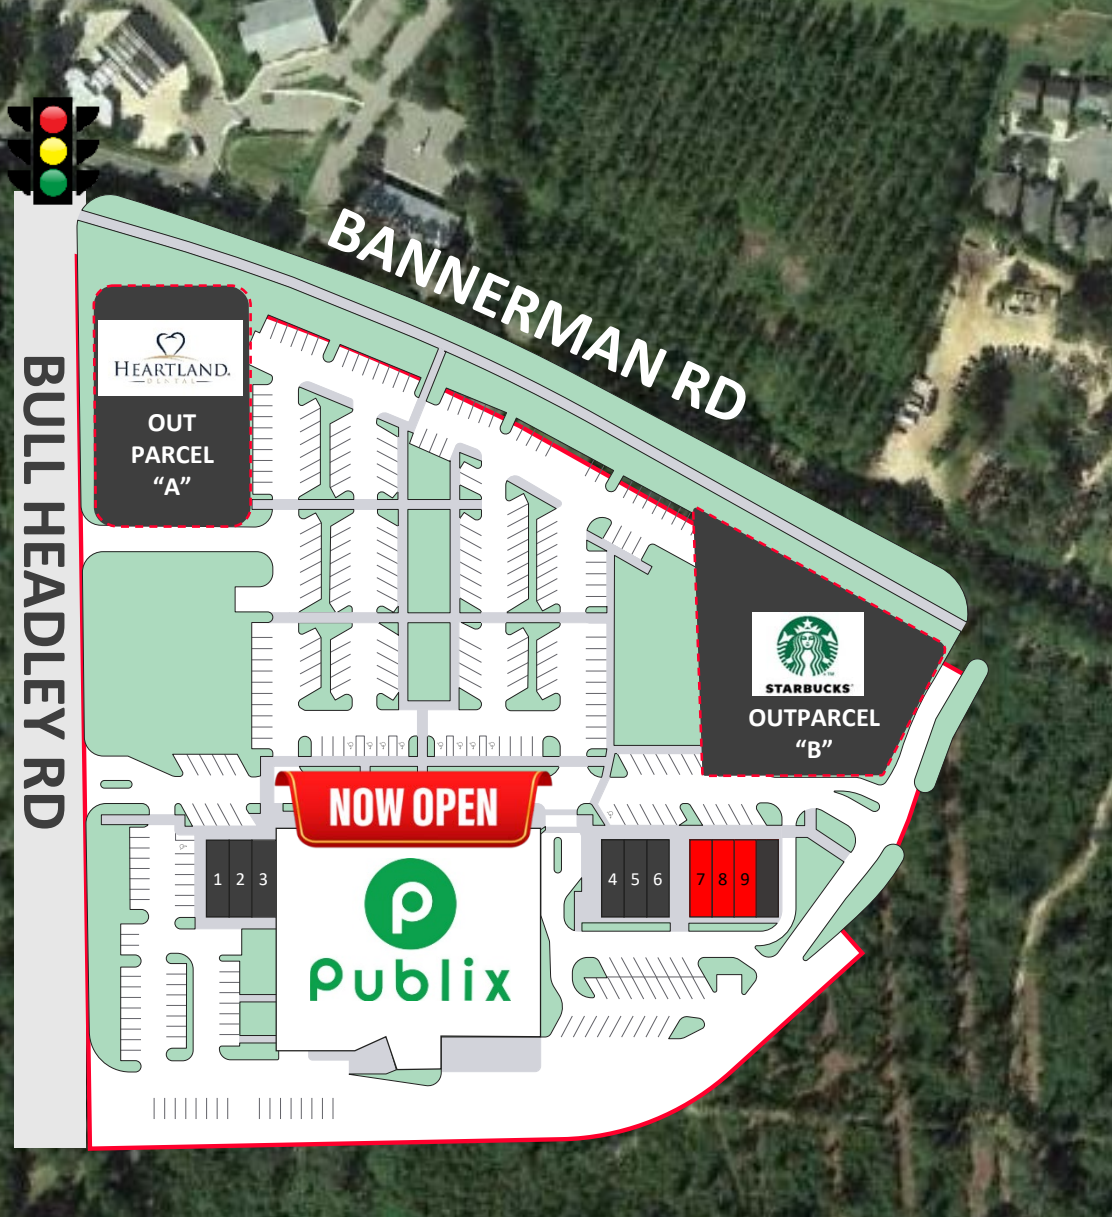 BANNERMAN RD
BULL HEADLEY RD
HEARTLAND.
DENTAL
OUT
PARCEL
“A”
STARBUCKS
OUTPARCEL
“B”
NOW OPEN
Publix
1 2 3
4 5 6
7 8 9